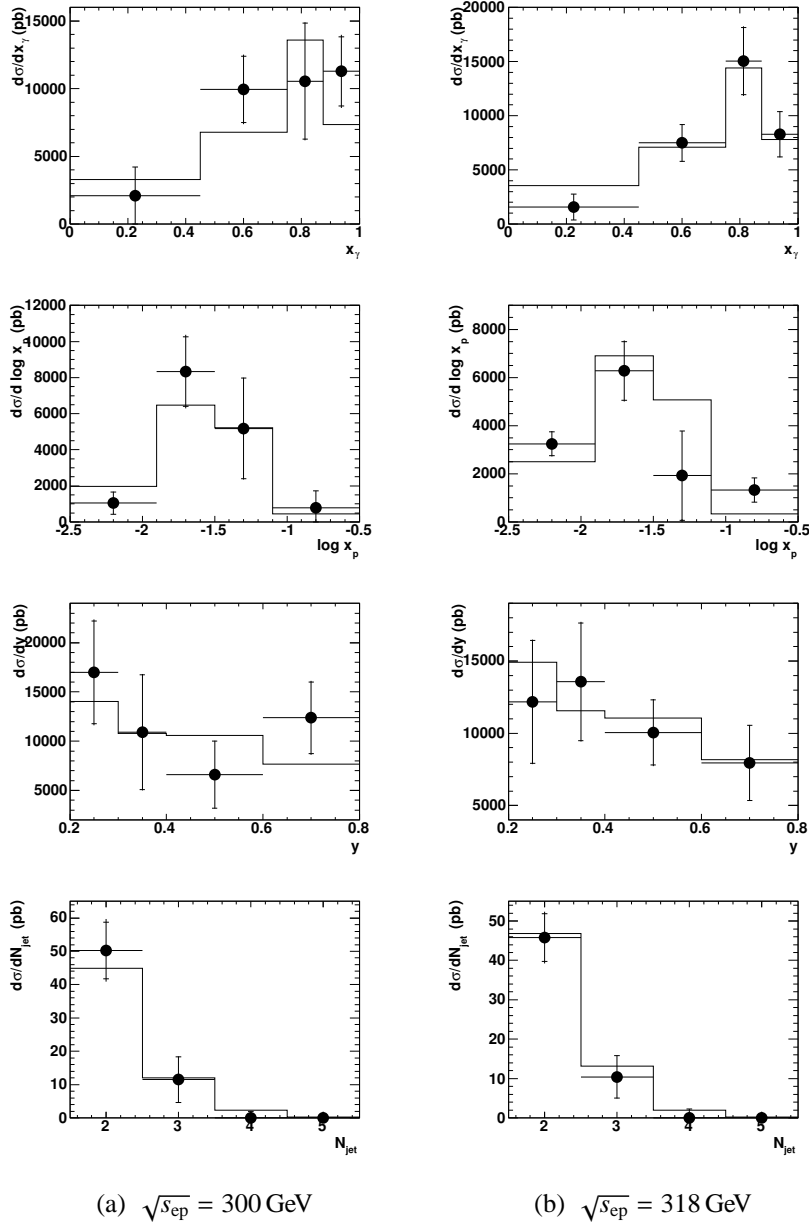 dσ/dx_γ (pb)
15000
10000
5000
0
0 0.2 0.4 0.6 0.8 1
x_γ
dσ/dx_γ (pb)
20000
15000
10000
5000
0
0 0.2 0.4 0.6 0.8 1
x_γ
dσ/d log x_p (pb)
12000
10000
8000
6000
4000
2000
0
-2.5 -2 -1.5 -1 -0.5
log x_p
dσ/d log x_p (pb)
8000
6000
4000
2000
0
-2.5 -2 -1.5 -1 -0.5
log x_p
dσ/dy (pb)
20000
15000
10000
5000
0.2 0.4 0.6 0.8
y
dσ/dy (pb)
15000
10000
5000
0.2 0.4 0.6 0.8
y
dσ/dN_jet (pb)
60
50
40
30
20
10
0
2 3 4 5
N_jet
dσ/dN_jet (pb)
50
40
30
20
10
0
2 3 4 5
N_jet
(a) √s_ep = 300 GeV
(b) √s_ep = 318 GeV